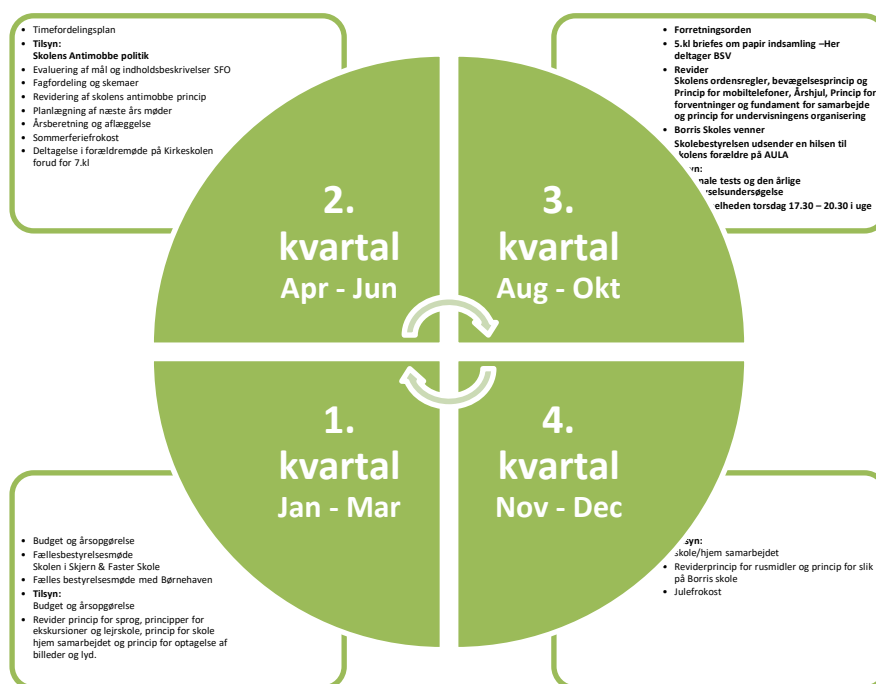 • Timefordelingsplan
• Tilsyn:
Skolens Antimobbe politik
• Evaluering af mål og indholdsbeskrivelser SFO
• Fagfordeling og skemaer
• Revidering af skolens antimobbe princip
• Planlægning af næste års møder
• Årsberetning og aflæggelse
• Sommerferiefrokost
• Deltagelse i forældremøde på Kirkeskolen
forud for 7.kl
• Forretningsorden
• 5.kl briefes om papir indsamling –Her
deltager BSV
• Revider
Skolens ordensregler, bevægelsesprincip og
Princip for mobiltelefoner, Årshjul, Princip for
forventninger og fundament for samarbejde
og princip for undervisningens organisering
• Borris Skoles venner
Skolebestyrelsen udsender en hilsen til
skolens forældre på AULA
tests og den årlige
torsdag 17.30 – 20.30 i uge
2.
kvartal
Apr - Jun
3.
kvartal
Aug - Okt
1.
kvartal
Jan - Mar
4.
kvartal
Nov - Dec
• Budget og årsopgørelse
• Fællesbestyrelsesmøde
Skolen i Skjern & Faster Skole
• Fælles bestyrelsesmøde med Børnehaven
• Tilsyn:
Budget og årsopgørelse
• Revider princip for sprog, principper for
ekskursioner og lejrskole, princip for skole
hjem samarbejdet og princip for optagelse af
billeder og lyd.
skole/hjem samarbejdet
• Reviderprincip for rusmidler og princip for slik
på Borris skole
• Julefrokost